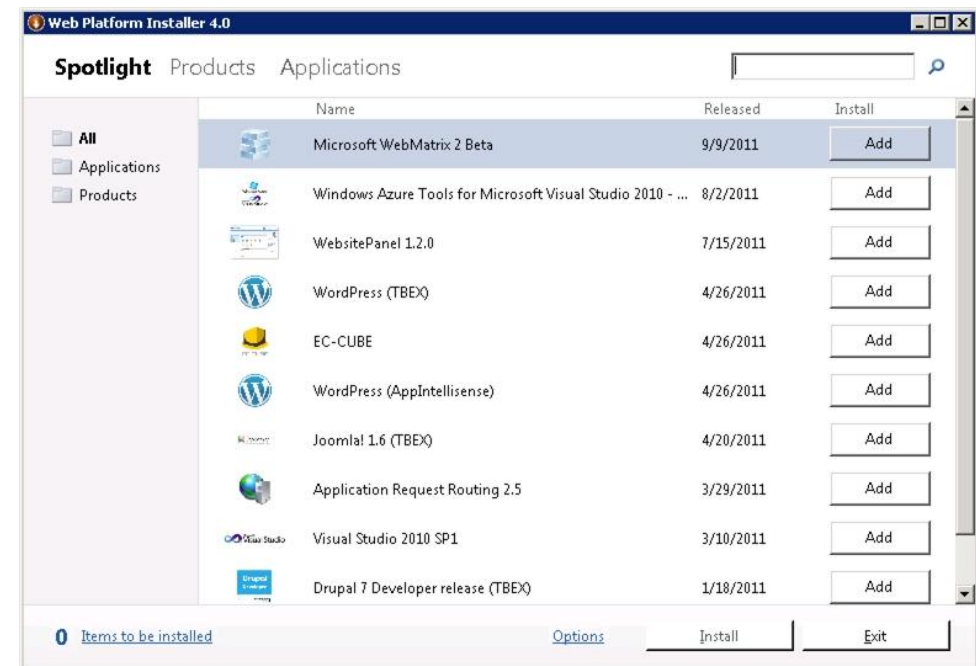 Web Platform Installer 4.0
Spotlight Products Applications
Name Released Install
All
Applications
Products
Microsoft WebMatrix 2 Beta 9/9/2011 Add
Windows Azure Tools for Microsoft Visual Studio 2010 - ... 8/2/2011 Add
WebsitePanel 1.2.0 7/15/2011 Add
WordPress (TBEX) 4/26/2011 Add
EC-CUBE 4/26/2011 Add
WordPress (AppIntellisense) 4/26/2011 Add
Joomla! 1.6 (TBEX) 4/20/2011 Add
Application Request Routing 2.5 3/29/2011 Add
Visual Studio Visual Studio 2010 SP1 3/10/2011 Add
Drupal Drupal 7 Developer release (TBEX) 1/18/2011 Add
0 Items to be installed Options Install Exit